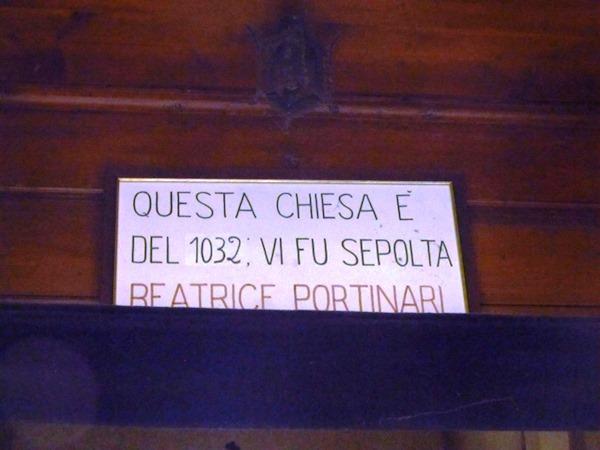 QUESTA CHIESA È
DEL 1032, VI FU SEPOLTA
BEATRICE PORTINARI